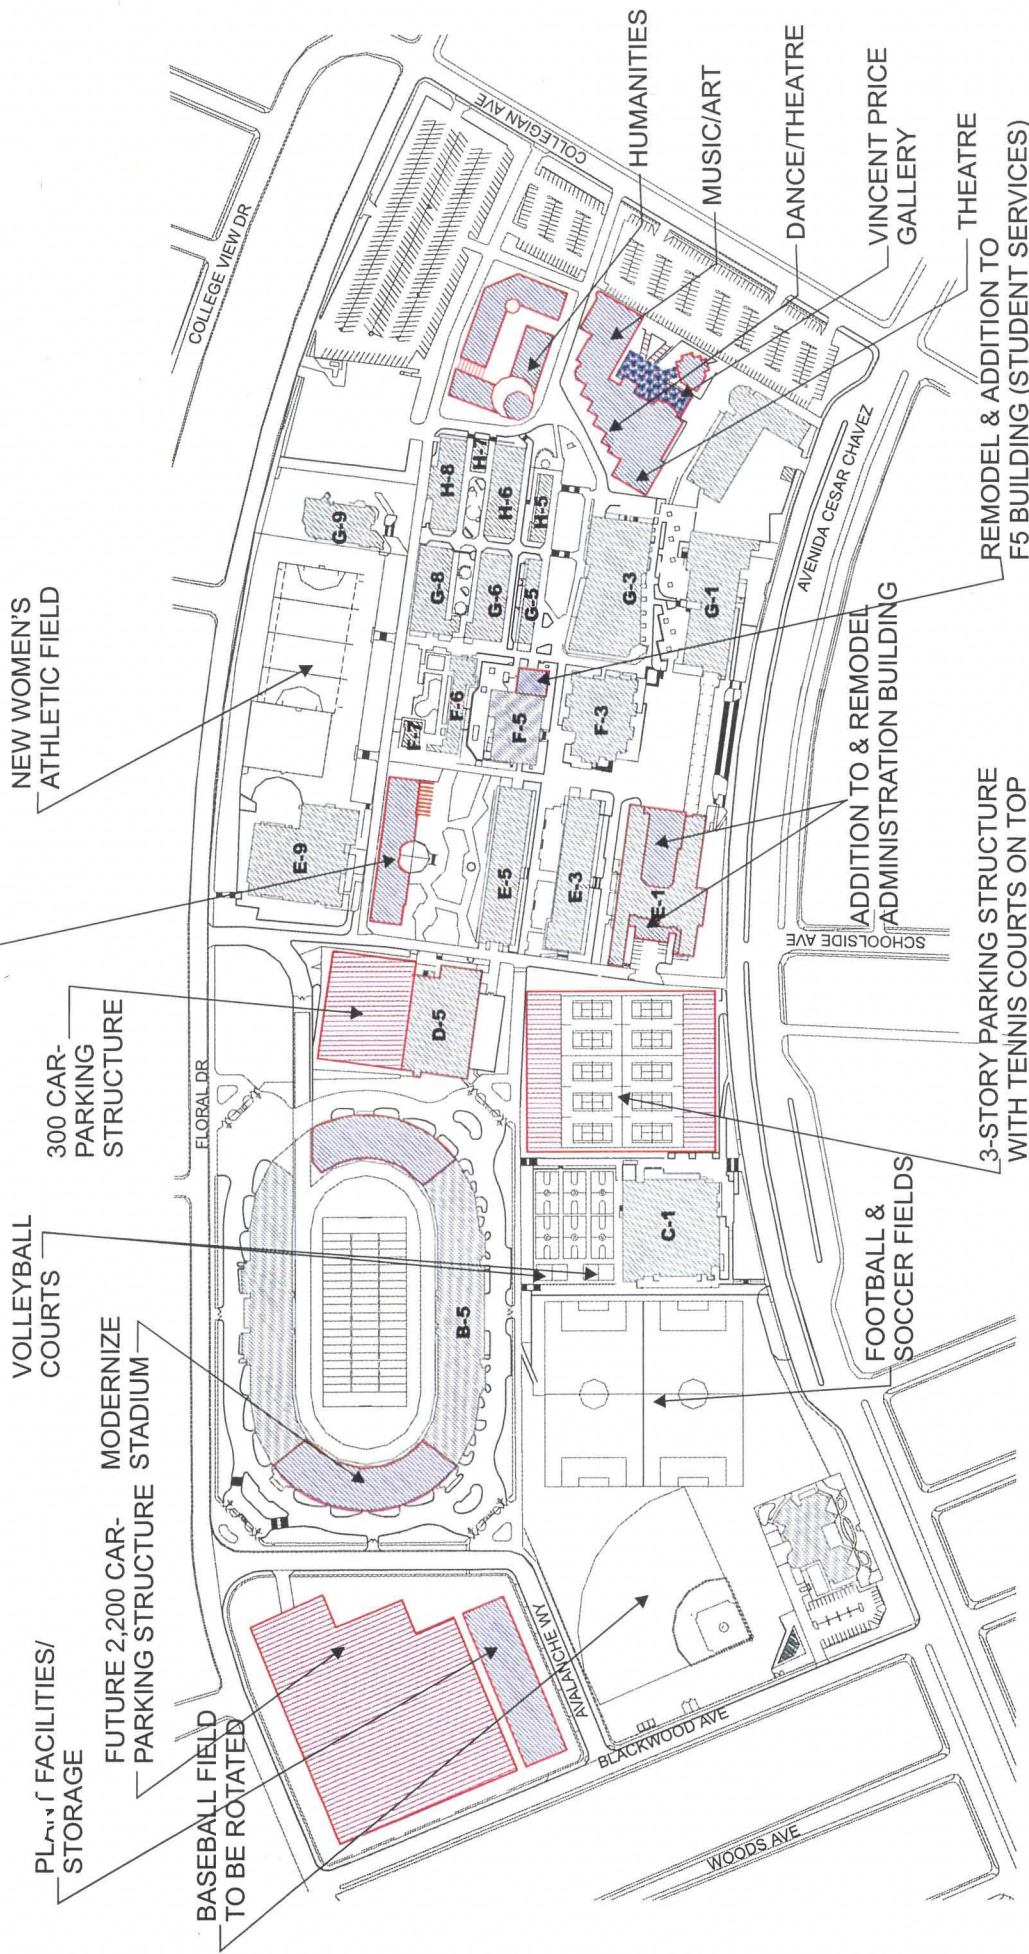 PLANT FACILITIES/
STORAGE
FUTURE 2,200 CAR-
PARKING STRUCTURE
BASEBALL FIELD
TO BE ROTATED
MODERNIZE
STADIUM
VOLLEYBALL
COURTS
300 CAR-
PARKING
STRUCTURE
NEW WOMEN'S
ATHLETIC FIELD
FLORAL DR
COLLEGE VIEW DR
COLLEGIAN AVE
AVENIDA CESAR CHAVEZ
SCHOOLSIDE AVE
AVALANCHE WY
BLACKWOOD AVE
WOODS AVE
B-5
C-1
D-5
E-9
E-5
E-3
E-1
F-7
F-6
F-5
F-3
G-9
G-8
G-6
G-5
G-3
G-1
H-8
H-7
H-6
H-5
HUMANITIES
MUSIC/ART
DANCE/THEATRE
VINCENT PRICE
GALLERY
THEATRE
REMODEL & ADDITION TO
F5 BUILDING (STUDENT SERVICES)
ADDITION TO & REMODEL
ADMINISTRATION BUILDING
3-STORY PARKING STRUCTURE
WITH TENNIS COURTS ON TOP
FOOTBALL &
SOCCER FIELDS